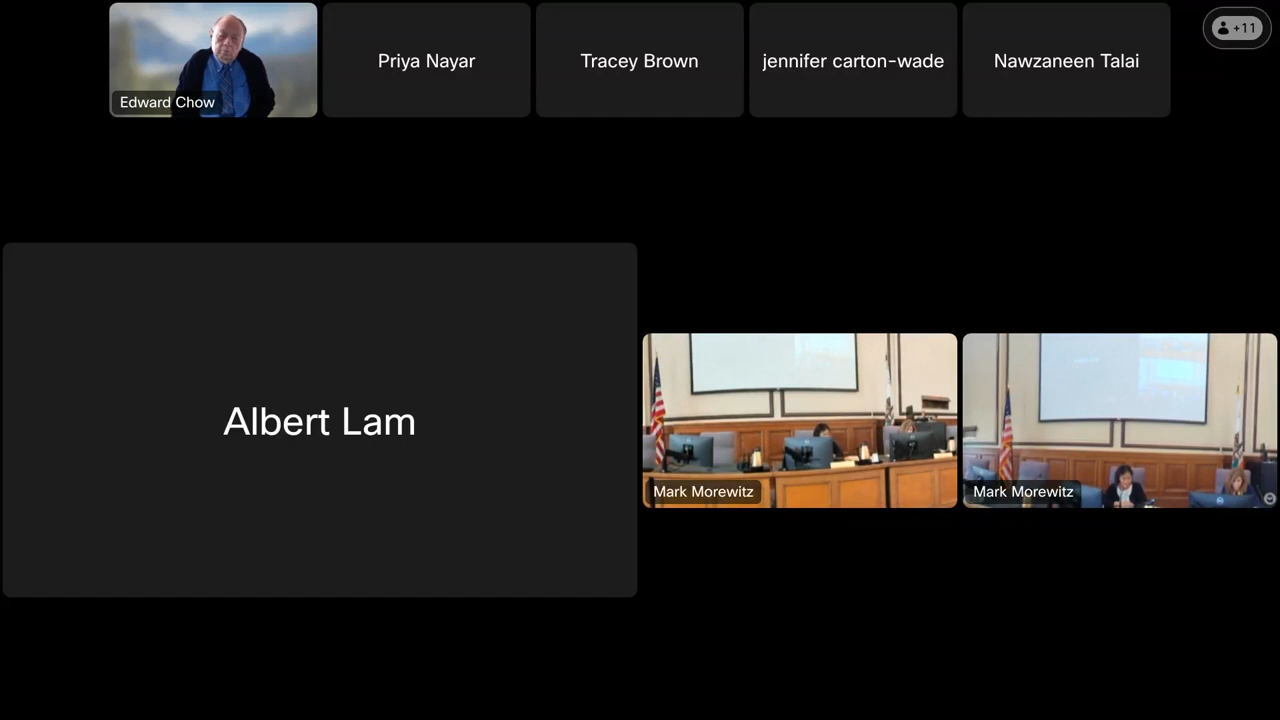 Edward Chow
Priya Nayar
Tracey Brown
jennifer carton-wade
Nawzaneen Talai
+11
Albert Lam
Mark Morewitz
Mark Morewitz